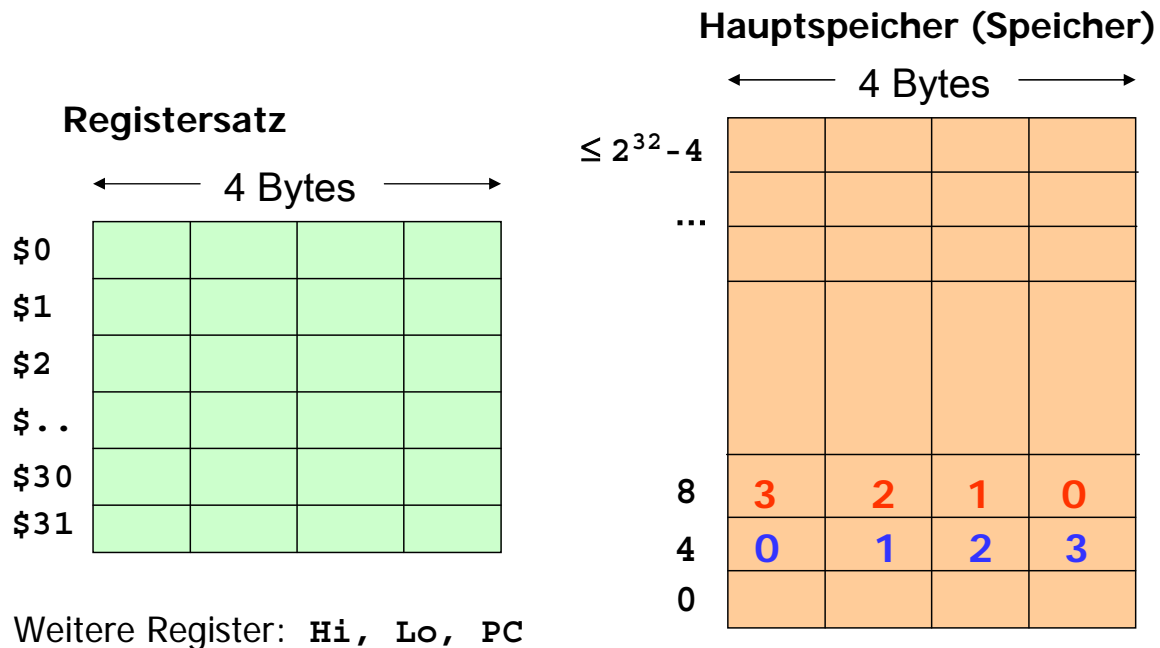 Hauptspeicher (Speicher)
4 Bytes
Registersatz
4 Bytes
$0
$1
$2
$..
$30
$31
≤ 2³²-4
...
8 3 2 1 0
4 0 1 2 3
0
Weitere Register: Hi, Lo, PC